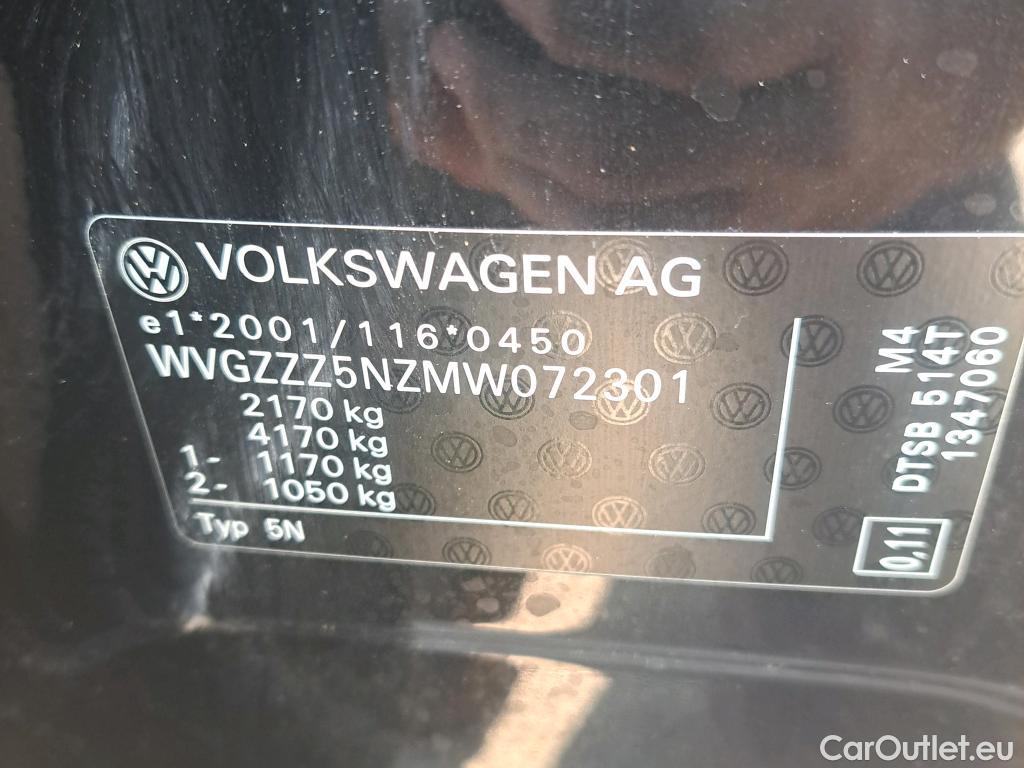 VOLKSWAGEN AG
e1*2001/116*0450
WVGZZZ5NZMW072301
2170 kg
4170 kg
1- 1170 kg
2- 1050 kg
Typ 5N
M4
DTSB 514T
1347060
0,11
CarOutlet.eu